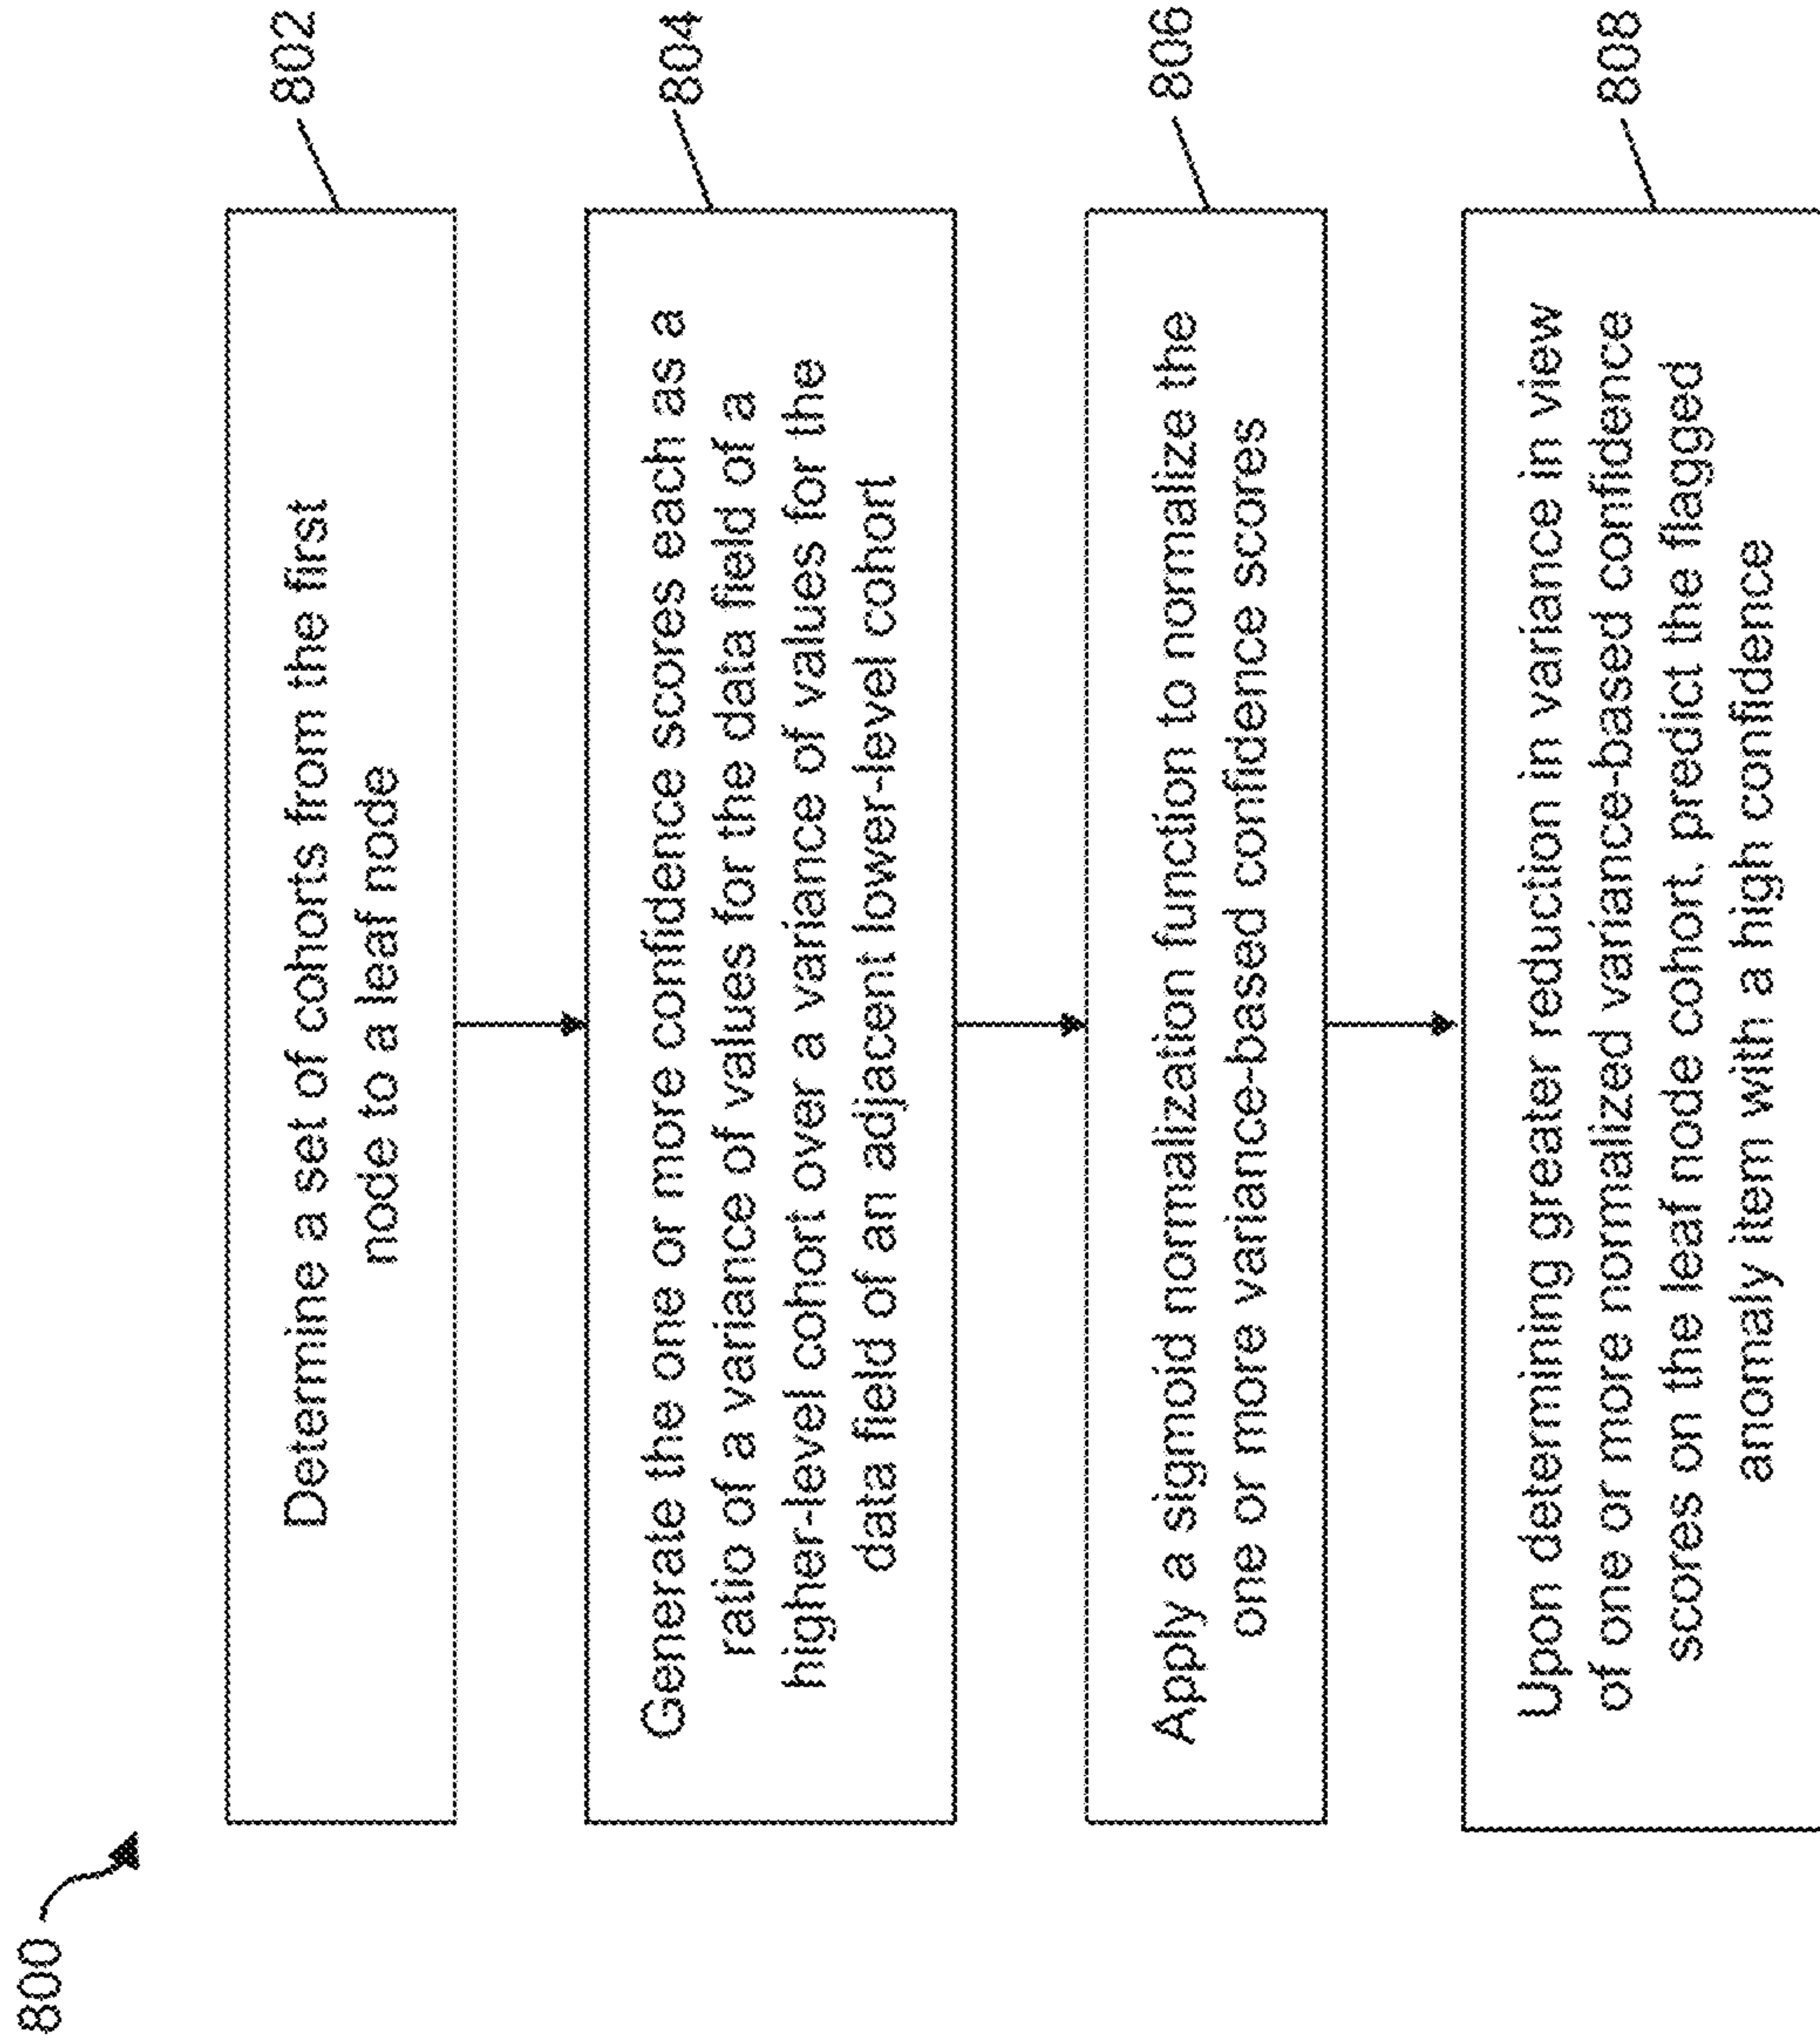 800
802
Determine a set of cohorts from the first
node to a leaf node
804
Generate the one or more confidence scores each as a
ratio of a variance of values for the data field of a
higher-level cohort over a variance of values for the
data field of an adjacent lower-level cohort
806
Apply a sigmoid normalization function to normalize the
one or more variance-based confidence scores
808
Upon determining greater reduction in variance in view
of one or more normalized variance-based confidence
scores on the leaf node cohort, predict the flagged
anomaly item with a high confidence